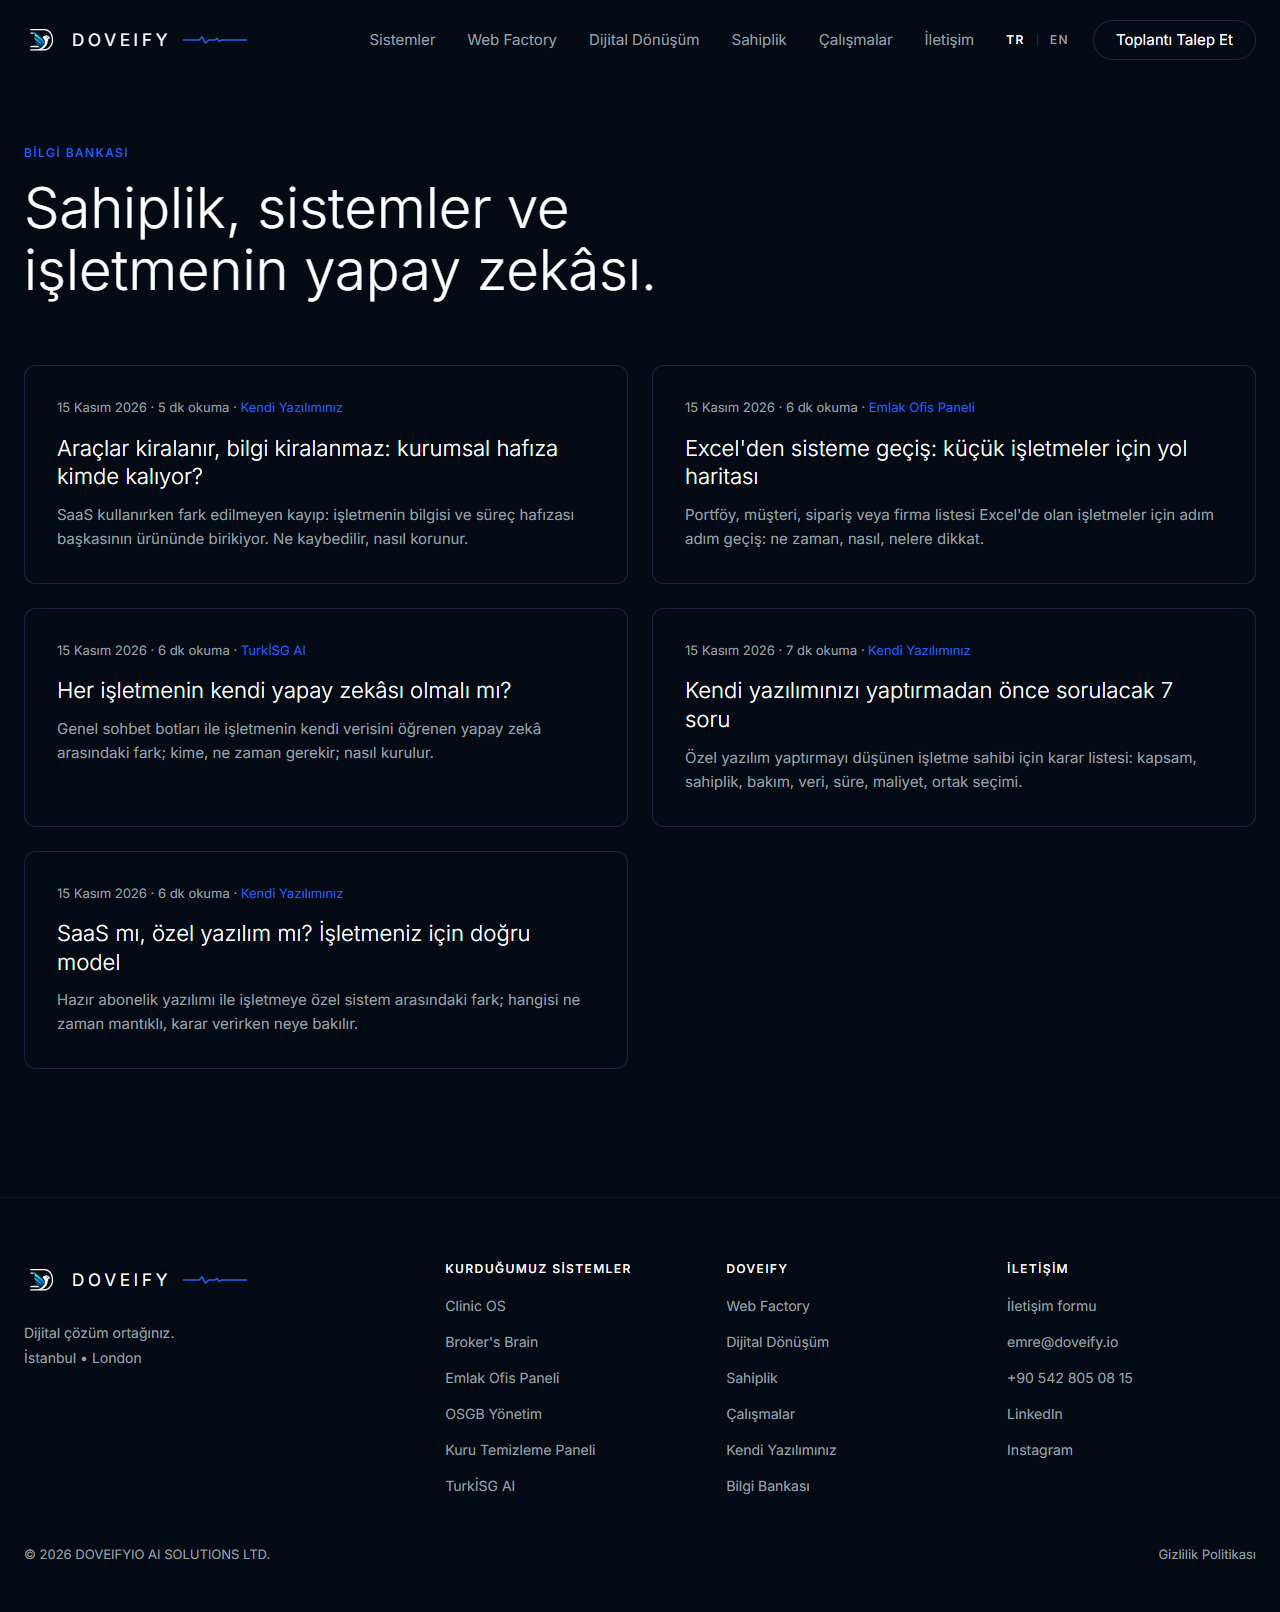 DOVEIFY
Sistemler
Web Factory
Dijital Dönüşüm
Sahiplik
Çalışmalar
İletişim
TR
EN
Toplantı Talep Et
BİLGİ BANKASI
Sahiplik, sistemler ve
işletmenin yapay zekâsı.
15 Kasım 2026 · 5 dk okuma · Kendi Yazılımınız
Araçlar kiralanır, bilgi kiralanmaz: kurumsal hafıza
kimde kalıyor?
SaaS kullanırken fark edilmeyen kayıp: işletmenin bilgisi ve süreç hafızası
başkasının ürününde birikiyor. Ne kaybedilir, nasıl korunur.
15 Kasım 2026 · 6 dk okuma · Emlak Ofis Paneli
Excel'den sisteme geçiş: küçük işletmeler için yol
haritası
Portföy, müşteri, sipariş veya firma listesi Excel'de olan işletmeler için adım
adım geçiş: ne zaman, nasıl, nelere dikkat.
15 Kasım 2026 · 6 dk okuma · TurkİSG AI
Her işletmenin kendi yapay zekâsı olmalı mı?
Genel sohbet botları ile işletmenin kendi verisini öğrenen yapay zekâ
arasındaki fark; kime, ne zaman gerekir; nasıl kurulur.
15 Kasım 2026 · 7 dk okuma · Kendi Yazılımınız
Kendi yazılımınızı yaptırmadan önce sorulacak 7
soru
Özel yazılım yaptırmayı düşünen işletme sahibi için karar listesi: kapsam,
sahiplik, bakım, veri, süre, maliyet, ortak seçimi.
15 Kasım 2026 · 6 dk okuma · Kendi Yazılımınız
SaaS mı, özel yazılım mı? İşletmeniz için doğru
model
Hazır abonelik yazılımı ile işletmeye özel sistem arasındaki fark; hangisi ne
zaman mantıklı, karar verirken neye bakılır.
DOVEIFY
Dijital çözüm ortağınız.
İstanbul • London
KURDUĞUMUZ SİSTEMLER
Clinic OS
Broker's Brain
Emlak Ofis Paneli
OSGB Yönetim
Kuru Temizleme Paneli
TurkİSG AI
DOVEIFY
Web Factory
Dijital Dönüşüm
Sahiplik
Çalışmalar
Kendi Yazılımınız
Bilgi Bankası
İLETİŞİM
İletişim formu
emre@doveify.io
+90 542 805 08 15
LinkedIn
Instagram
© 2026 DOVEIFYIO AI SOLUTIONS LTD.
Gizlilik Politikası